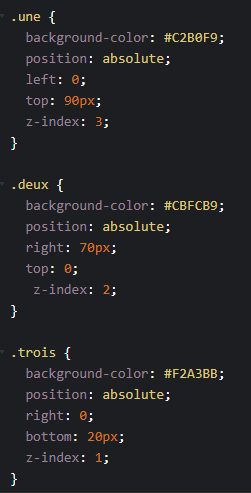 .une {
  background-color: #C2B0F9;
  position: absolute;
  left: 0;
  top: 90px;
  z-index: 3;
}

.deux {
  background-color: #CBFCB9;
  position: absolute;
  right: 70px;
  top: 0;
   z-index: 2;
}

.trois {
  background-color: #F2A3BB;
  position: absolute;
  right: 0;
  bottom: 20px;
  z-index: 1;
}